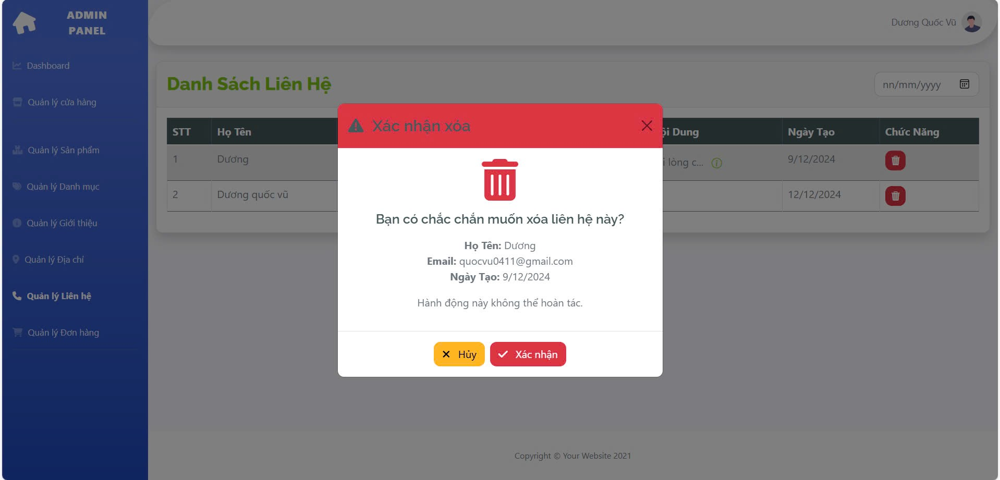 ADMIN
PANEL
Dương Quốc Vũ
Dashboard
Quản lý cửa hàng
Quản lý Sản phẩm
Quản lý Danh mục
Quản lý Giới thiệu
Quản lý Địa chỉ
Quản lý Liên hệ
Quản lý Đơn hàng
Danh Sách Liên Hệ
nn/mm/yyyy
STT Họ Tên Dung Ngày Tạo Chức Năng
1 Dương lòng c... 9/12/2024
2 Dương quốc vũ 12/12/2024
Xác nhận xóa
Bạn có chắc chắn muốn xóa liên hệ này?
Họ Tên: Dương
Email: quocvu0411@gmail.com
Ngày Tạo: 9/12/2024
Hành động này không thể hoàn tác.
Hủy
Xác nhận
Copyright © Your Website 2021